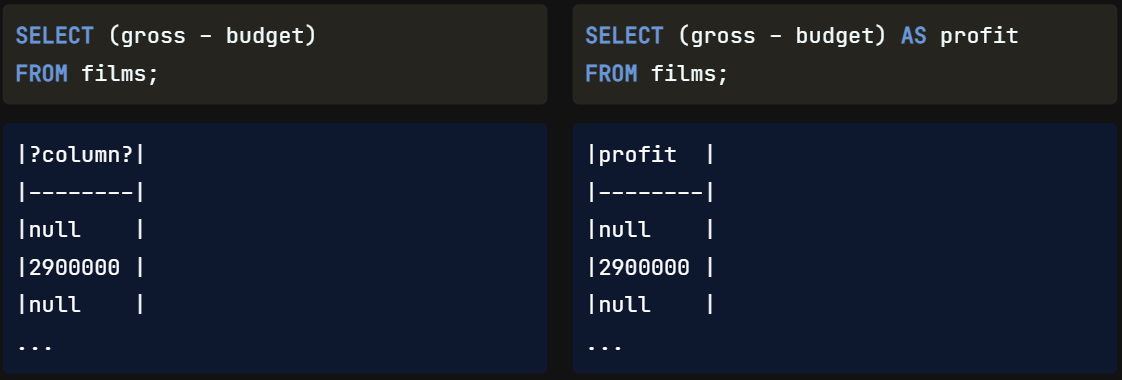 SELECT (gross – budget)
FROM films;
|?column?|
|--------|
|null    |
|2900000 |
|null    |
...
SELECT (gross – budget) AS profit
FROM films;
|profit  |
|--------|
|null    |
|2900000 |
|null    |
...